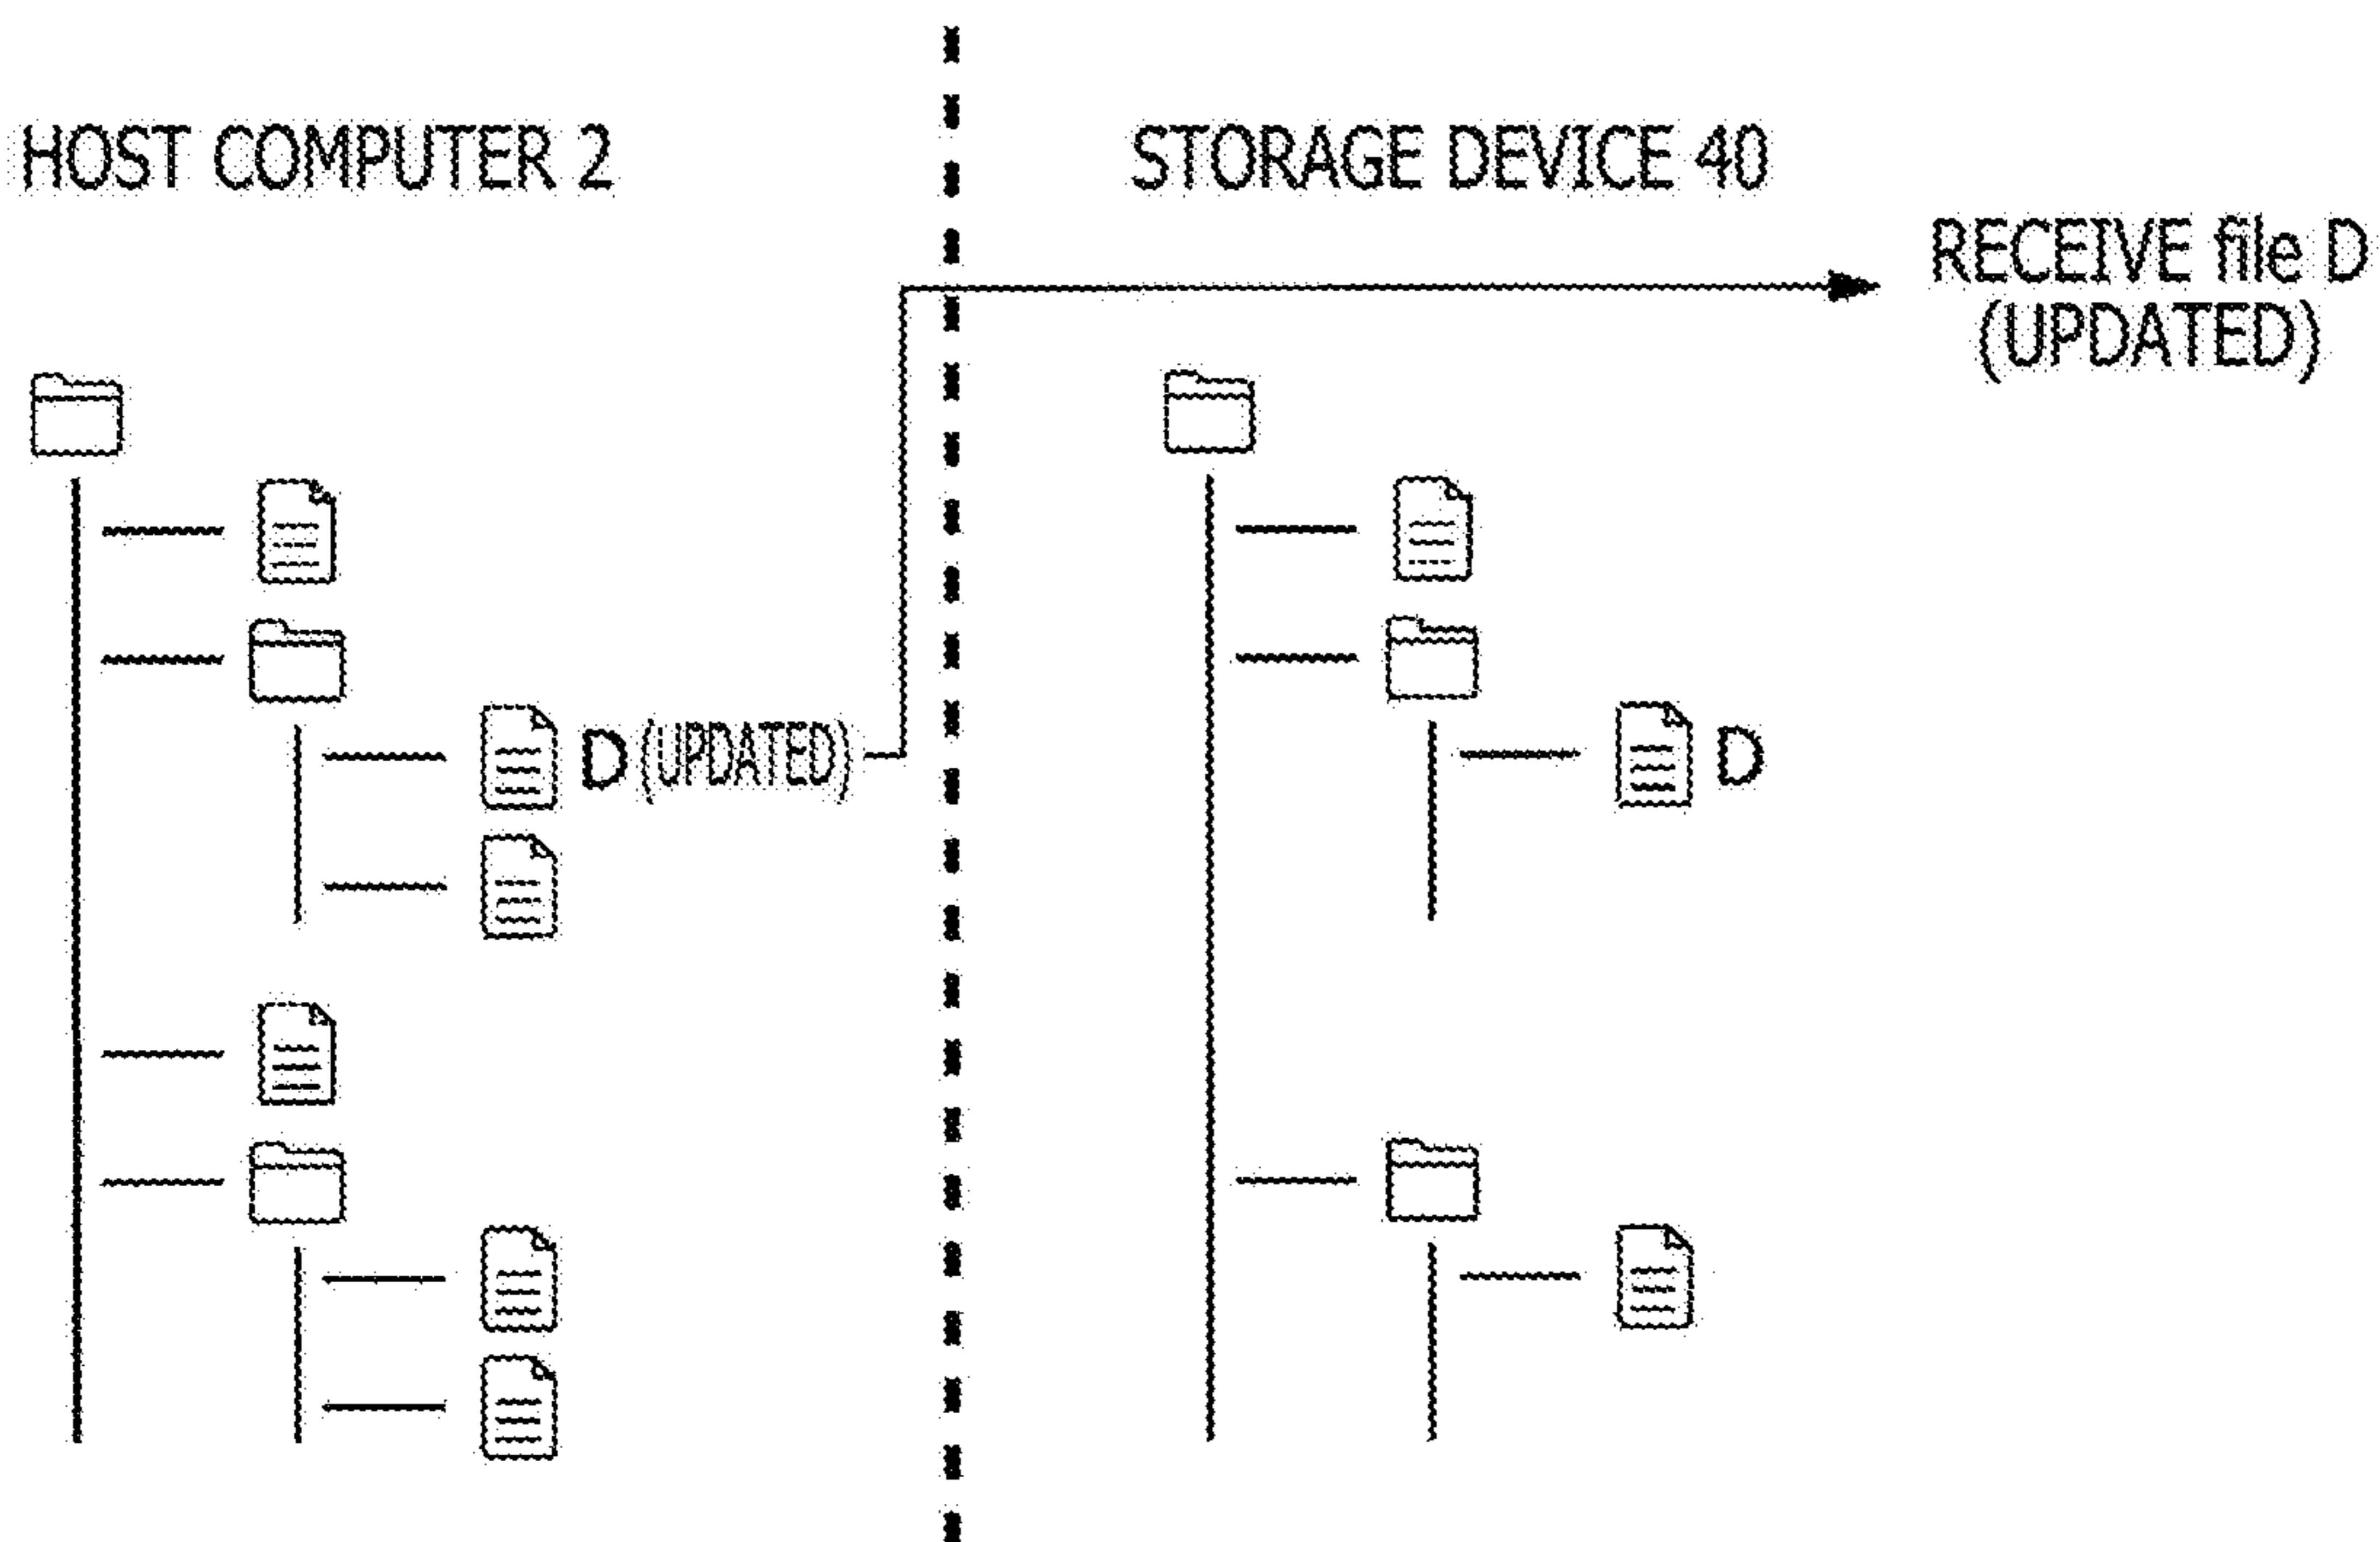 HOST COMPUTER 2
STORAGE DEVICE 40
RECEIVE file D
(UPDATED)
D (UPDATED)
D